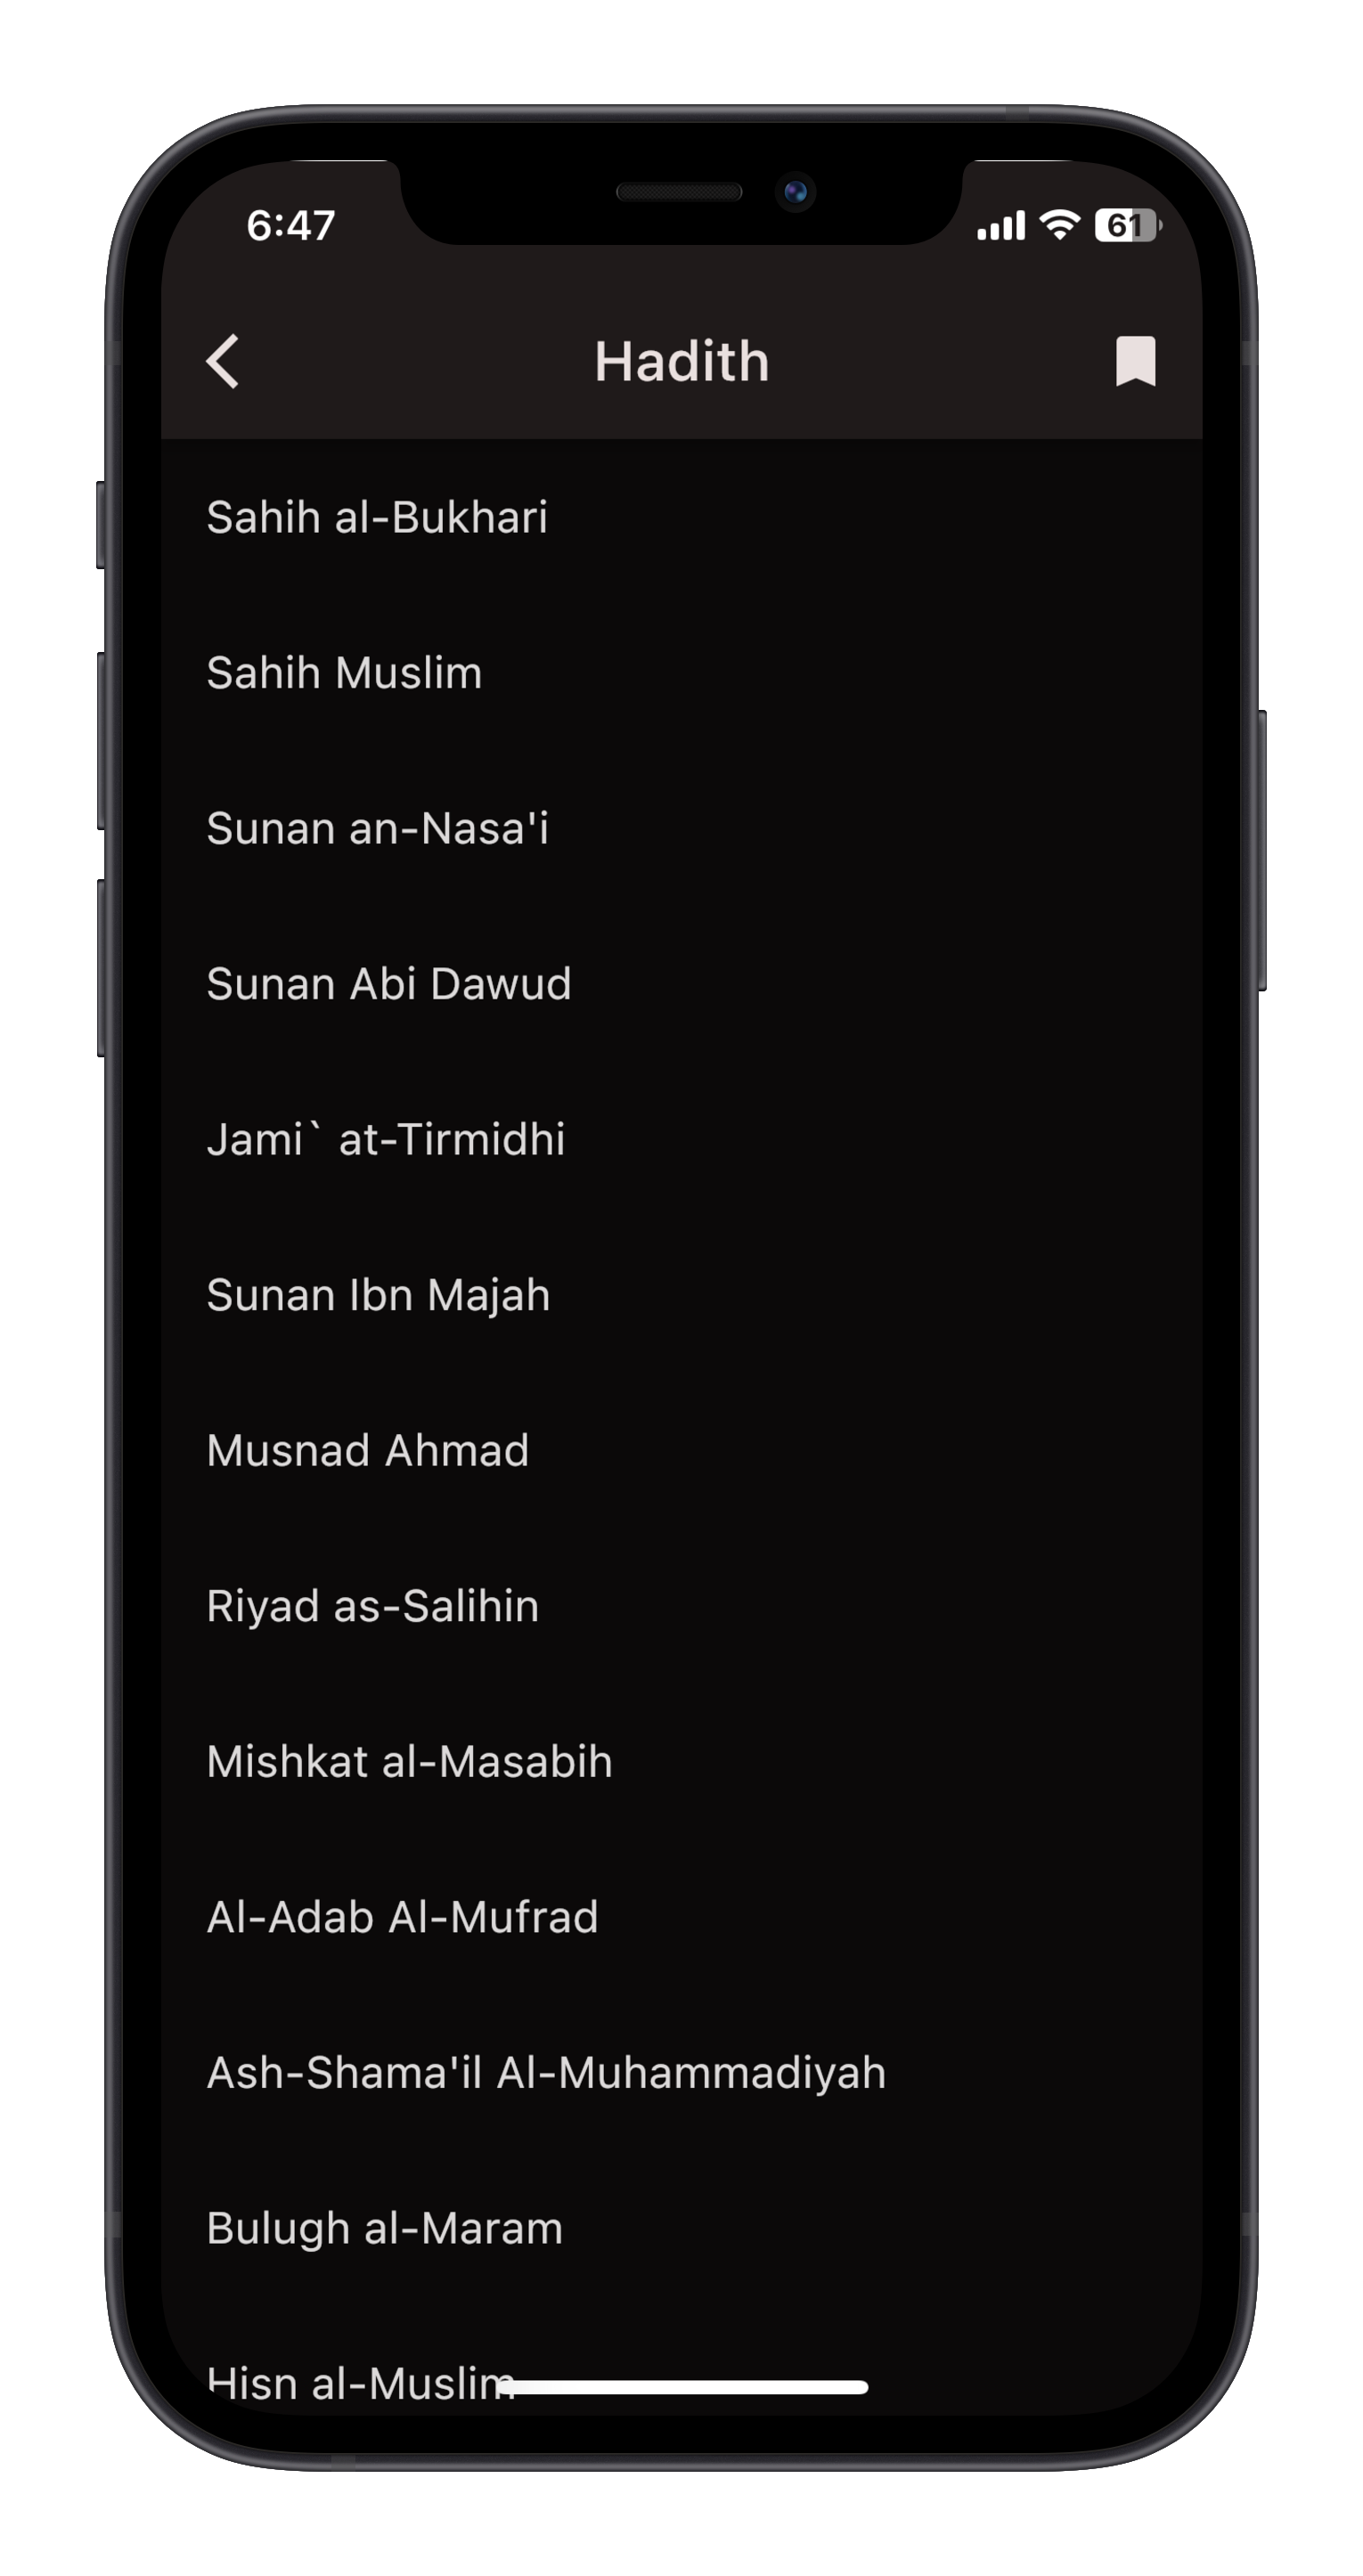 6:47
61
Hadith
Sahih al-Bukhari
Sahih Muslim
Sunan an-Nasa'i
Sunan Abi Dawud
Jami` at-Tirmidhi
Sunan Ibn Majah
Musnad Ahmad
Riyad as-Salihin
Mishkat al-Masabih
Al-Adab Al-Mufrad
Ash-Shama'il Al-Muhammadiyah
Bulugh al-Maram
Hisn al-Muslim